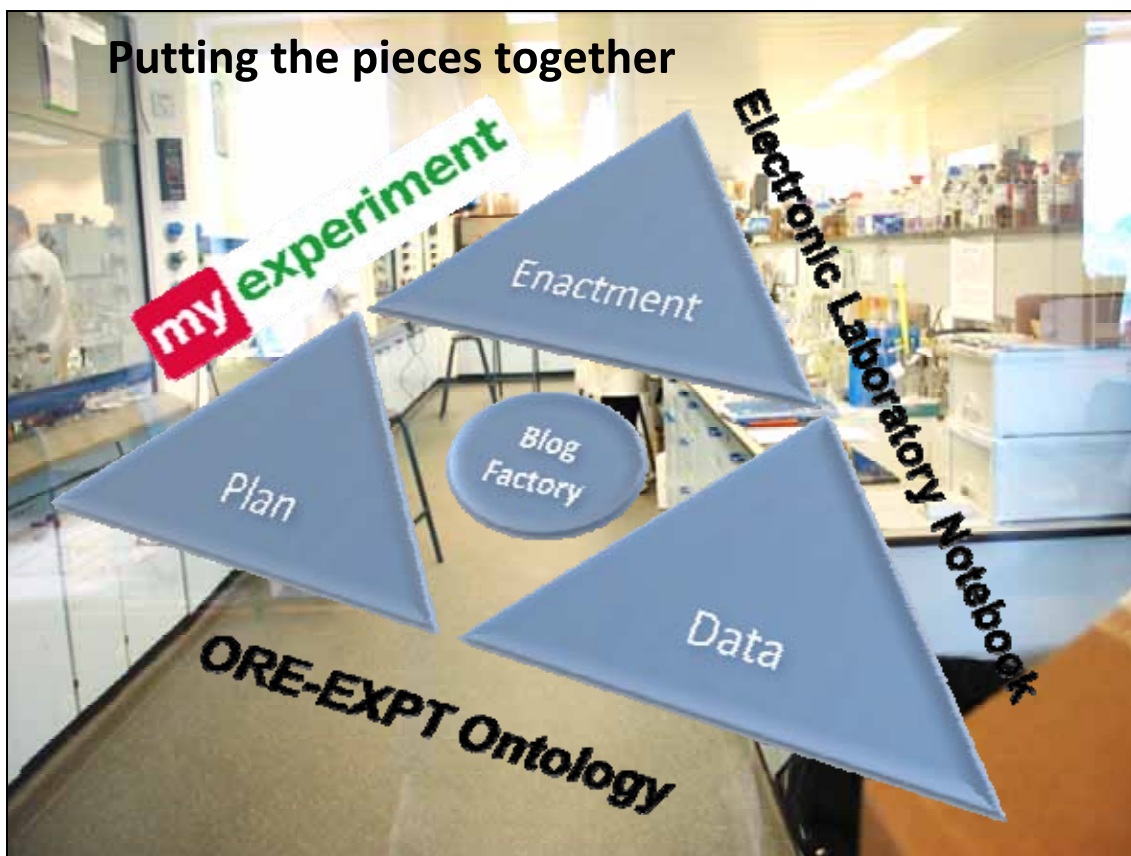 Putting the pieces together
my experiment
Electronic Laboratory Notebook
Enactment
Blog
Factory
Plan
Data
ORE-EXPT Ontology